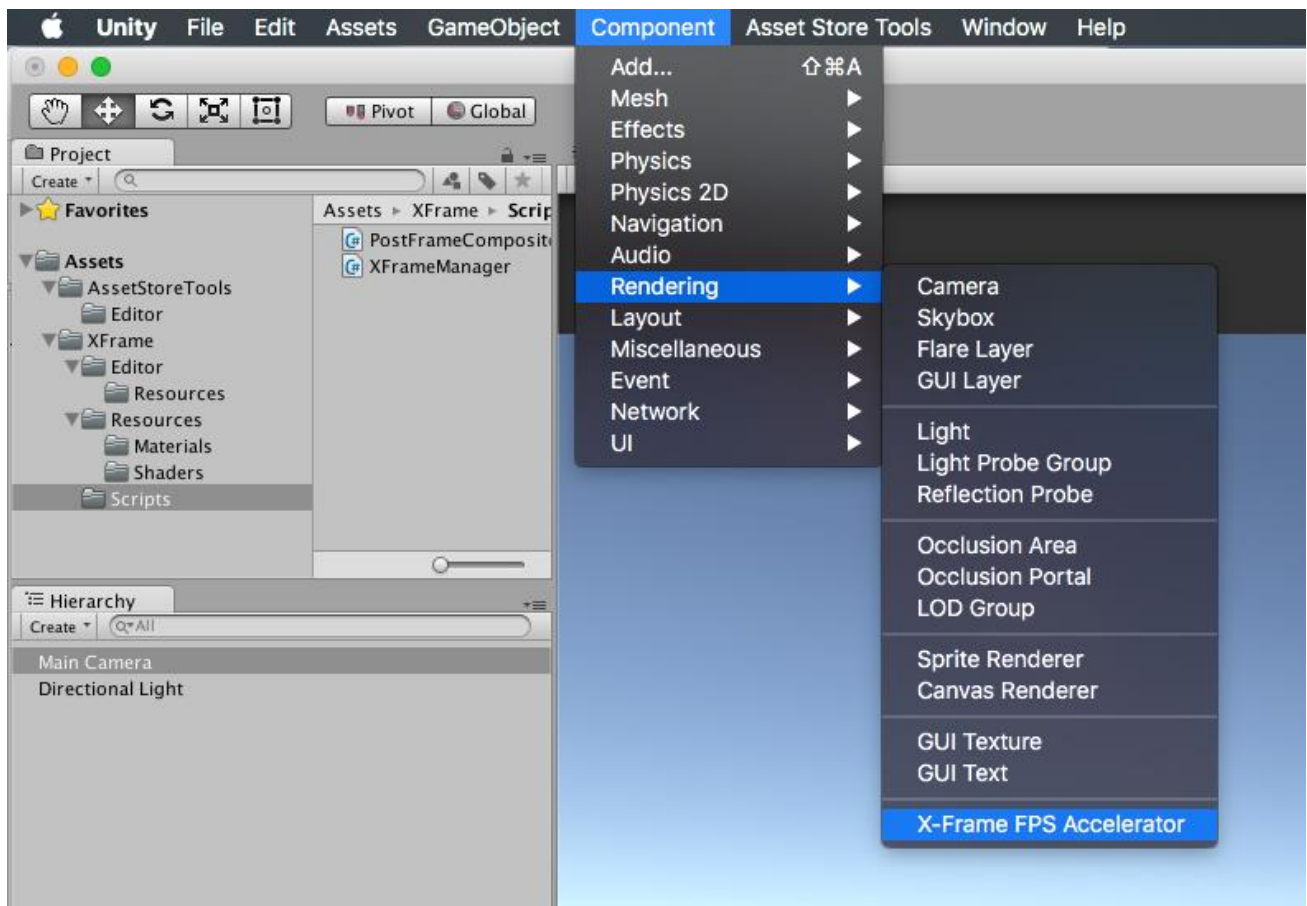 Unity File Edit Assets GameObject Component Asset Store Tools Window Help
Pivot Global
Project
Create
Favorites
Assets
AssetStoreTools
Editor
XFrame
Editor
Resources
Resources
Materials
Shaders
Scripts
Assets ▸ XFrame ▸ Scrip
PostFrameComposit
XFrameManager
Hierarchy
Create All
Main Camera
Directional Light
Add... ⇧⌘A
Mesh
Effects
Physics
Physics 2D
Navigation
Audio
Rendering
Layout
Miscellaneous
Event
Network
UI
Camera
Skybox
Flare Layer
GUI Layer
Light
Light Probe Group
Reflection Probe
Occlusion Area
Occlusion Portal
LOD Group
Sprite Renderer
Canvas Renderer
GUI Texture
GUI Text
X-Frame FPS Accelerator